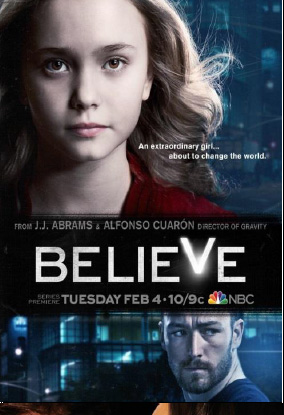 An extraordinary girl...
about to change the world.
FROM J.J. ABRAMS & ALFONSO CUARÓN DIRECTOR OF GRAVITY
BELIEVE
SERIES PREMIERE TUESDAY FEB 4 · 10/9c NBC